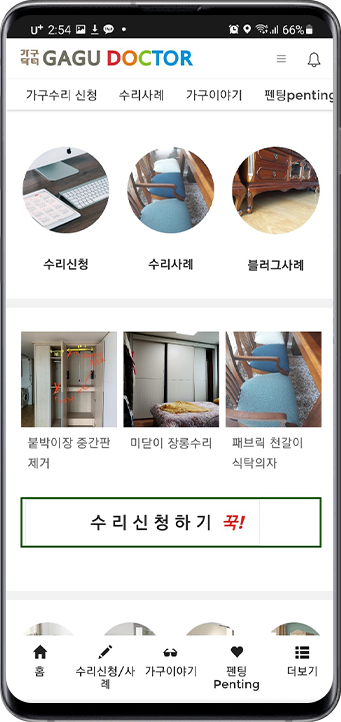 U+ 2:54 66%
가구
닥터 GAGU DOCTOR
가구수리 신청 수리사례 가구이야기 펜팅penting
수리신청 수리사례 블러그사례
붙박이장 중간판
제거
미닫이 장롱수리
패브릭 천갈이
식탁의자
수리신청하기 꾹!
홈
수리신청/사
례
가구이야기
펜팅
Penting
더보기